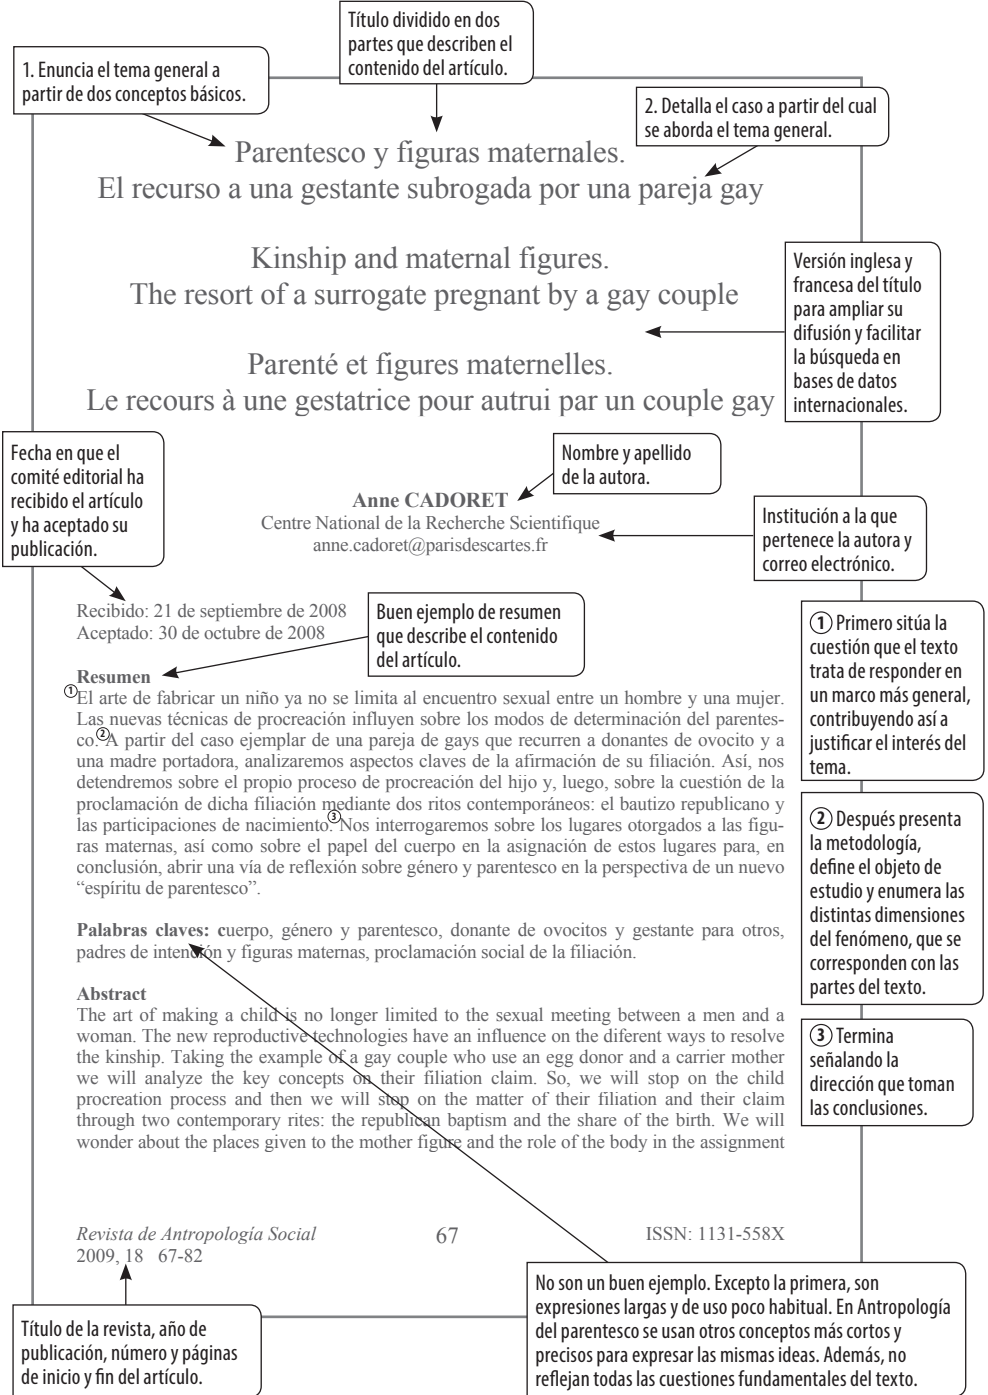 Título dividido en dos
partes que describen el
contenido del artículo.
1. Enuncia el tema general a
partir de dos conceptos básicos.
2. Detalla el caso a partir del cual
se aborda el tema general.
Parentesco y figuras maternales.
El recurso a una gestante subrogada por una pareja gay
Kinship and maternal figures.
The resort of a surrogate pregnant by a gay couple
Parenté et figures maternelles.
Le recours à une gestatrice pour autrui par un couple gay
Versión inglesa y
francesa del título
para ampliar su
difusión y facilitar
la búsqueda en
bases de datos
internacionales.
Fecha en que el
comité editorial ha
recibido el artículo
y ha aceptado su
publicación.
Nombre y apellido
de la autora.
Anne CADORET
Centre National de la Recherche Scientifique
anne.cadoret@parisdescartes.fr
Institución a la que
pertenece la autora y
correo electrónico.
Recibido: 21 de septiembre de 2008
Aceptado: 30 de octubre de 2008
Buen ejemplo de resumen
que describe el contenido
del artículo.
Resumen
①El arte de fabricar un niño ya no se limita al encuentro sexual entre un hombre y una mujer.
Las nuevas técnicas de procreación influyen sobre los modos de determinación del parentes-
co.②A partir del caso ejemplar de una pareja de gays que recurren a donantes de ovocito y a
una madre portadora, analizaremos aspectos claves de la afirmación de su filiación. Así, nos
detendremos sobre el propio proceso de procreación del hijo y, luego, sobre la cuestión de la
proclamación de dicha filiación mediante dos ritos contemporáneos: el bautizo republicano y
las participaciones de nacimiento.③Nos interrogaremos sobre los lugares otorgados a las figu-
ras maternas, así como sobre el papel del cuerpo en la asignación de estos lugares para, en
conclusión, abrir una vía de reflexión sobre género y parentesco en la perspectiva de un nuevo
“espíritu de parentesco”.
① Primero sitúa la
cuestión que el texto
trata de responder en
un marco más general,
contribuyendo así a
justificar el interés del
tema.
② Después presenta
la metodología,
define el objeto de
estudio y enumera las
distintas dimensiones
del fenómeno, que se
corresponden con las
partes del texto.
③ Termina
señalando la
dirección que toman
las conclusiones.
Palabras claves: cuerpo, género y parentesco, donante de ovocitos y gestante para otros,
padres de intención y figuras maternas, proclamación social de la filiación.
Abstract
The art of making a child is no longer limited to the sexual meeting between a men and a
woman. The new reproductive technologies have an influence on the diferent ways to resolve
the kinship. Taking the example of a gay couple who use an egg donor and a carrier mother
we will analyze the key concepts on their filiation claim. So, we will stop on the child
procreation process and then we will stop on the matter of their filiation and their claim
through two contemporary rites: the republican baptism and the share of the birth. We will
wonder about the places given to the mother figure and the role of the body in the assignment
Revista de Antropología Social 67 ISSN: 1131-558X
2009, 18 67-82
Título de la revista, año de
publicación, número y páginas
de inicio y fin del artículo.
No son un buen ejemplo. Excepto la primera, son
expresiones largas y de uso poco habitual. En Antropología
del parentesco se usan otros conceptos más cortos y
precisos para expresar las mismas ideas. Además, no
reflejan todas las cuestiones fundamentales del texto.